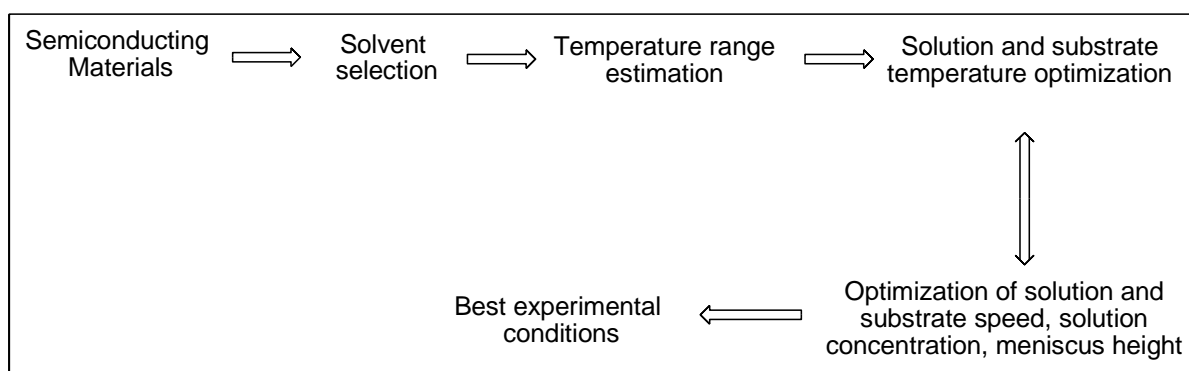 Semiconducting
Materials
Solvent
selection
Temperature range
estimation
Solution and substrate
temperature optimization
Optimization of solution and
substrate speed, solution
concentration, meniscus height
Best experimental
conditions